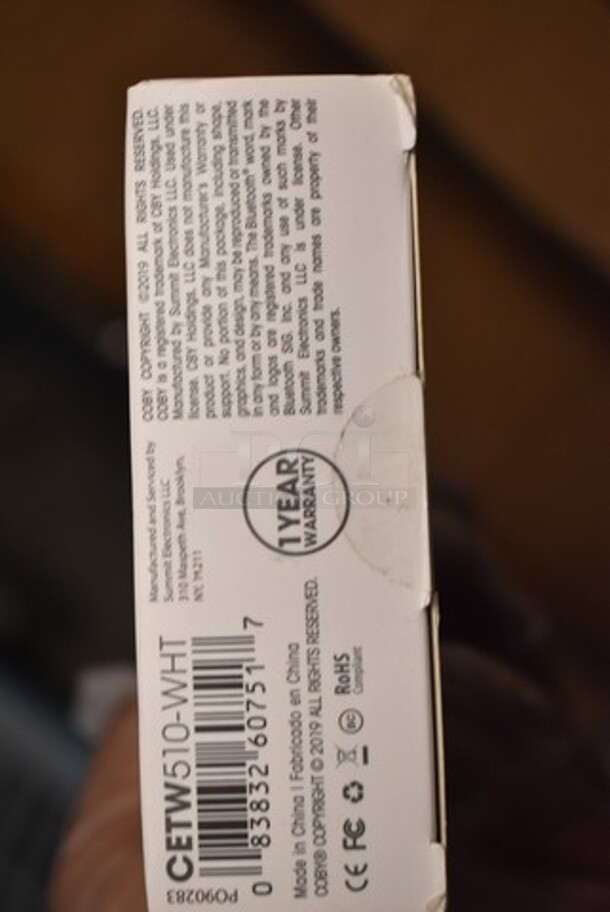 CETW510-WHT
0 83832 60751 7
PO90283
Made in China | Fabricado en China
COBY® COPYRIGHT © 2019 ALL RIGHTS RESERVED.
CE FC RoHS
Compliant
Manufactured and Serviced by
Summit Electronics LLC
310 Maspeth Ave, Brooklyn,
NY, 11211
1 YEAR
WARRANTY
COBY COPYRIGHT ©2019 ALL RIGHTS RESERVED.
COBY is a registered trademark of CBY Holdings, LLC.
Manufactured by Summit Electronics LLC. Used under
license. CBY Holdings, LLC does not manufacture this
product or provide any Manufacturer's Warranty or
support. No portion of this package, including shape,
graphics, and design, may be reproduced or transmitted
in any form or by any means. The Bluetooth® word, mark
and logos are registered trademarks owned by the
Bluetooth SIG, Inc. and any use of such marks by
Summit Electronics LLC is under license. Other
trademarks and trade names are property of their
respective owners.
PCI
AUCTION GROUP